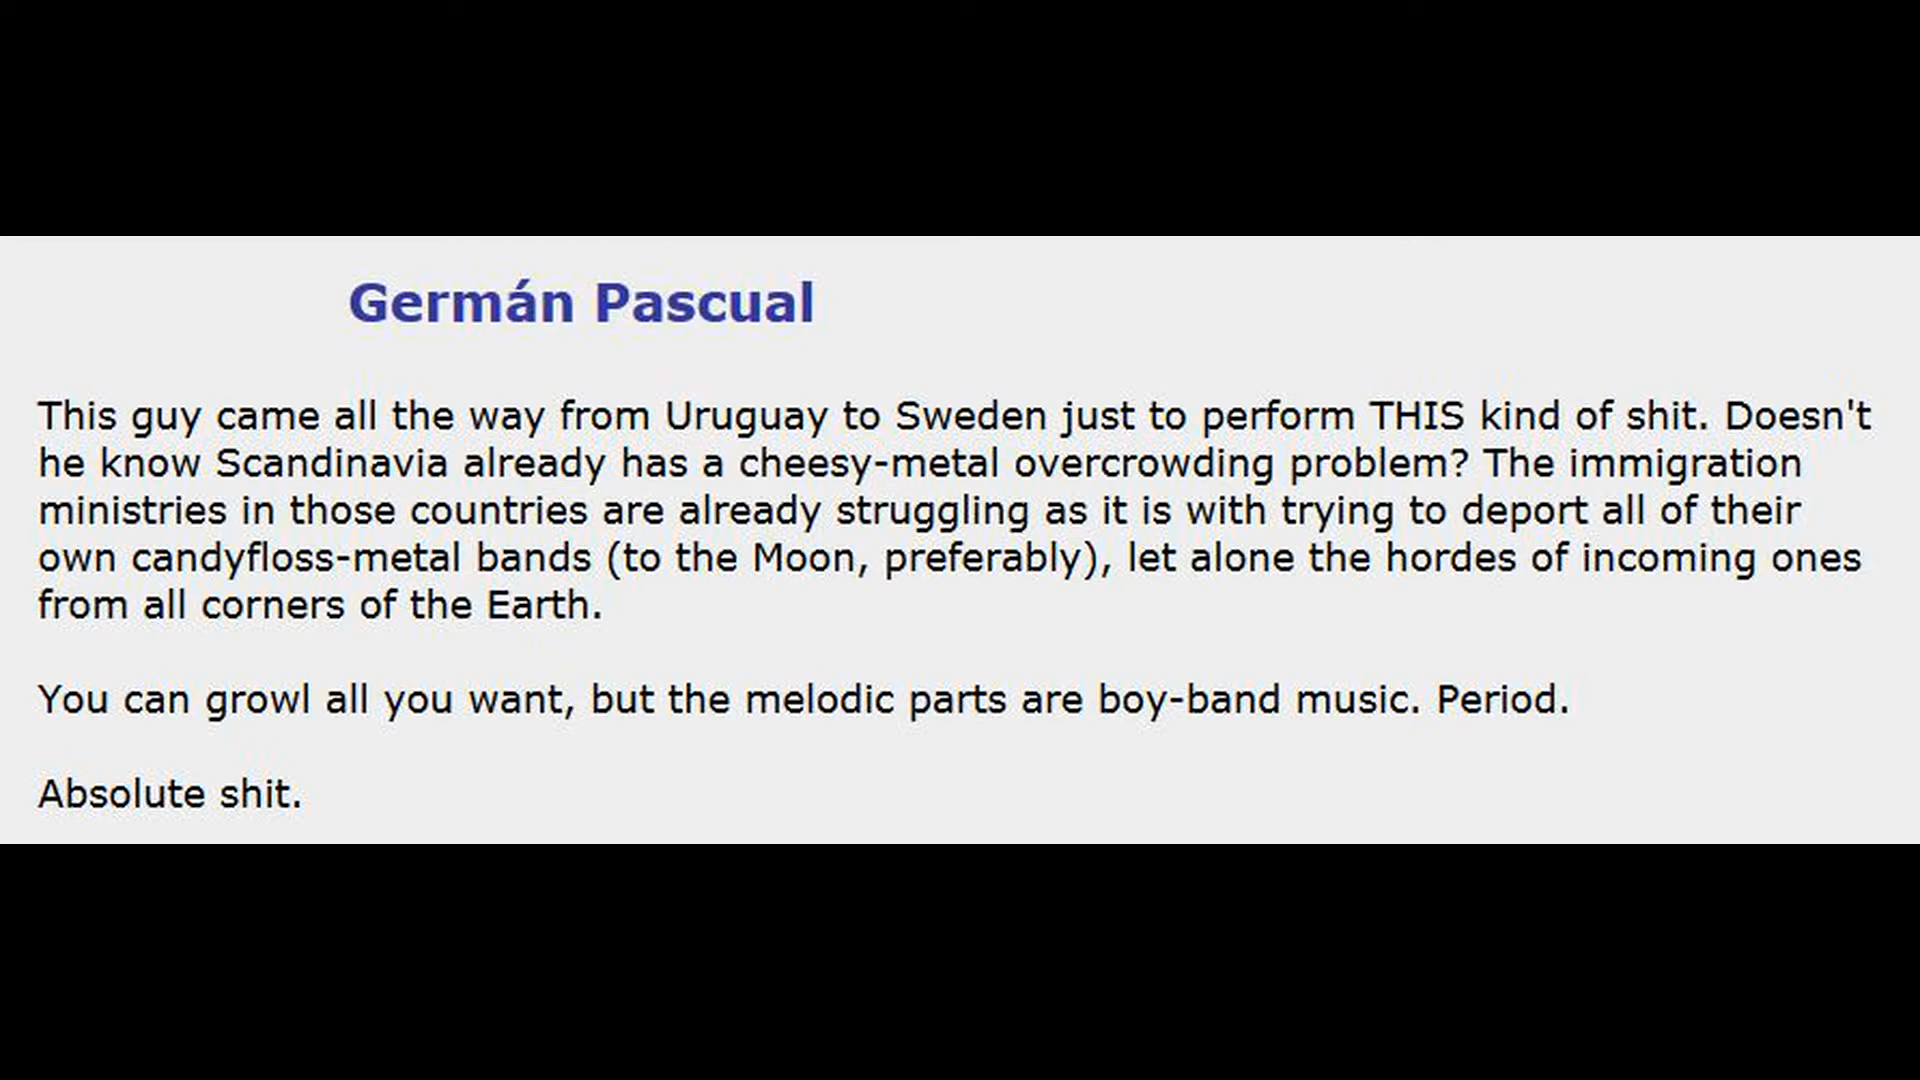 Germán Pascual
This guy came all the way from Uruguay to Sweden just to perform THIS kind of shit. Doesn't
he know Scandinavia already has a cheesy-metal overcrowding problem? The immigration
ministries in those countries are already struggling as it is with trying to deport all of their
own candyfloss-metal bands (to the Moon, preferably), let alone the hordes of incoming ones
from all corners of the Earth.
You can growl all you want, but the melodic parts are boy-band music. Period.
Absolute shit.